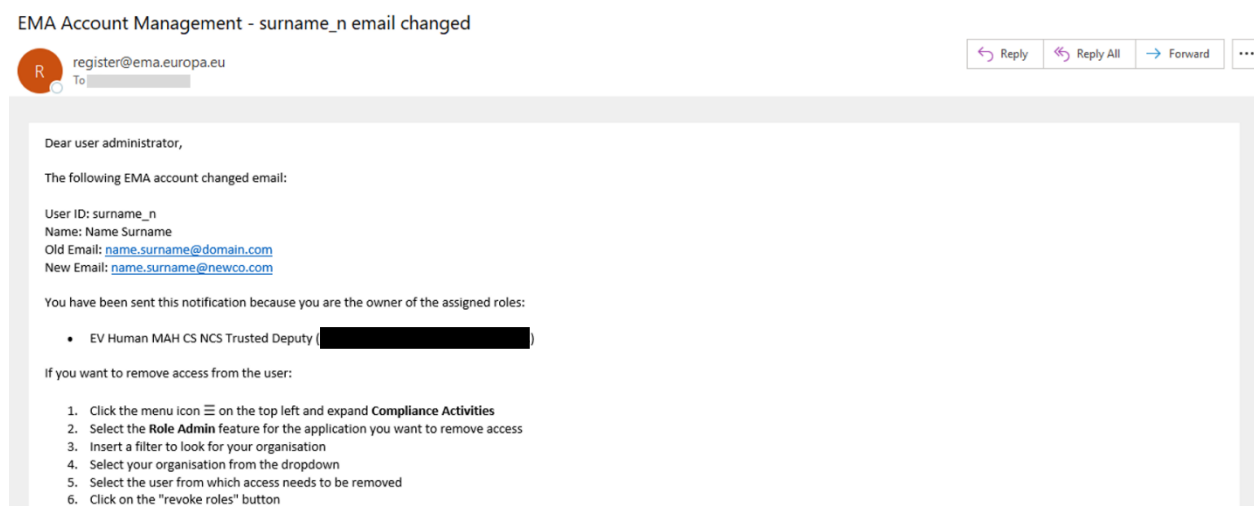 EMA Account Management - surname_n email changed
R
register@ema.europa.eu
To
Reply
Reply All
Forward
Dear user administrator,
The following EMA account changed email:
User ID: surname_n
Name: Name Surname
Old Email: name.surname@domain.com
New Email: name.surname@newco.com
You have been sent this notification because you are the owner of the assigned roles:
• EV Human MAH CS NCS Trusted Deputy ( )
If you want to remove access from the user:
1. Click the menu icon ☰ on the top left and expand Compliance Activities
2. Select the Role Admin feature for the application you want to remove access
3. Insert a filter to look for your organisation
4. Select your organisation from the dropdown
5. Select the user from which access needs to be removed
6. Click on the "revoke roles" button